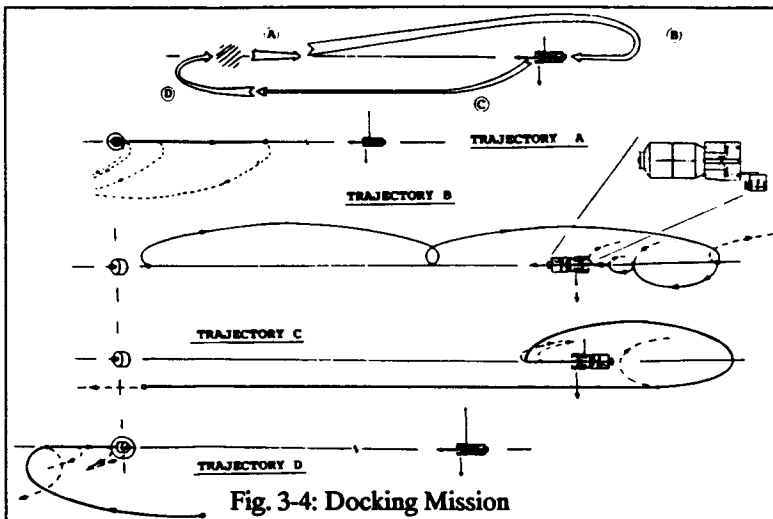 (A)
(B)
(D)
(C)
TRAJECTORY A
TRAJECTORY B
TRAJECTORY C
TRAJECTORY D
Fig. 3-4: Docking Mission